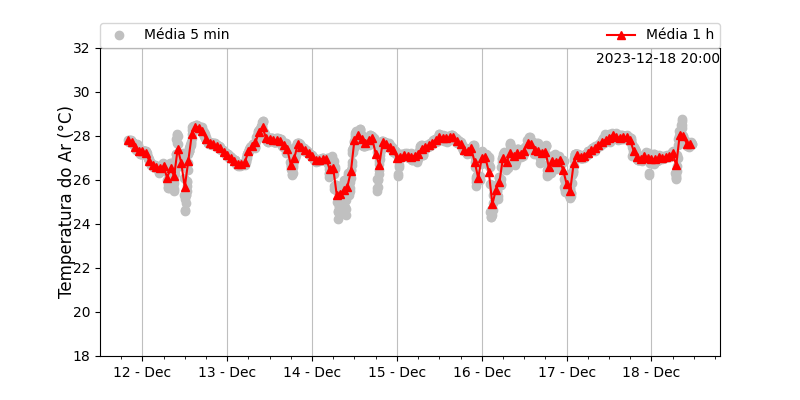 Média 5 min
Média 1 h
2023-12-18 20:00
Temperatura do Ar (°C)
32
30
28
26
24
22
20
18
12 - Dec
13 - Dec
14 - Dec
15 - Dec
16 - Dec
17 - Dec
18 - Dec